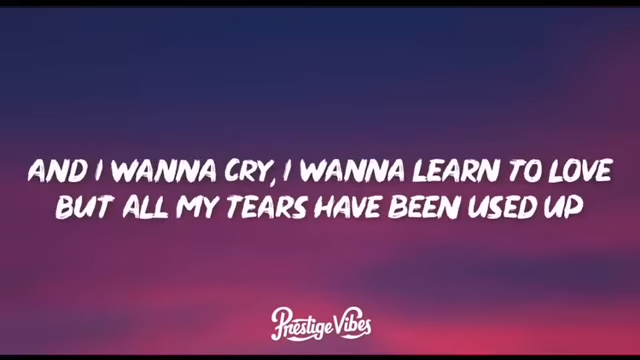 AND I WANNA CRY, I WANNA LEARN TO LOVE
BUT ALL MY TEARS HAVE BEEN USED UP
Prestige Vibes